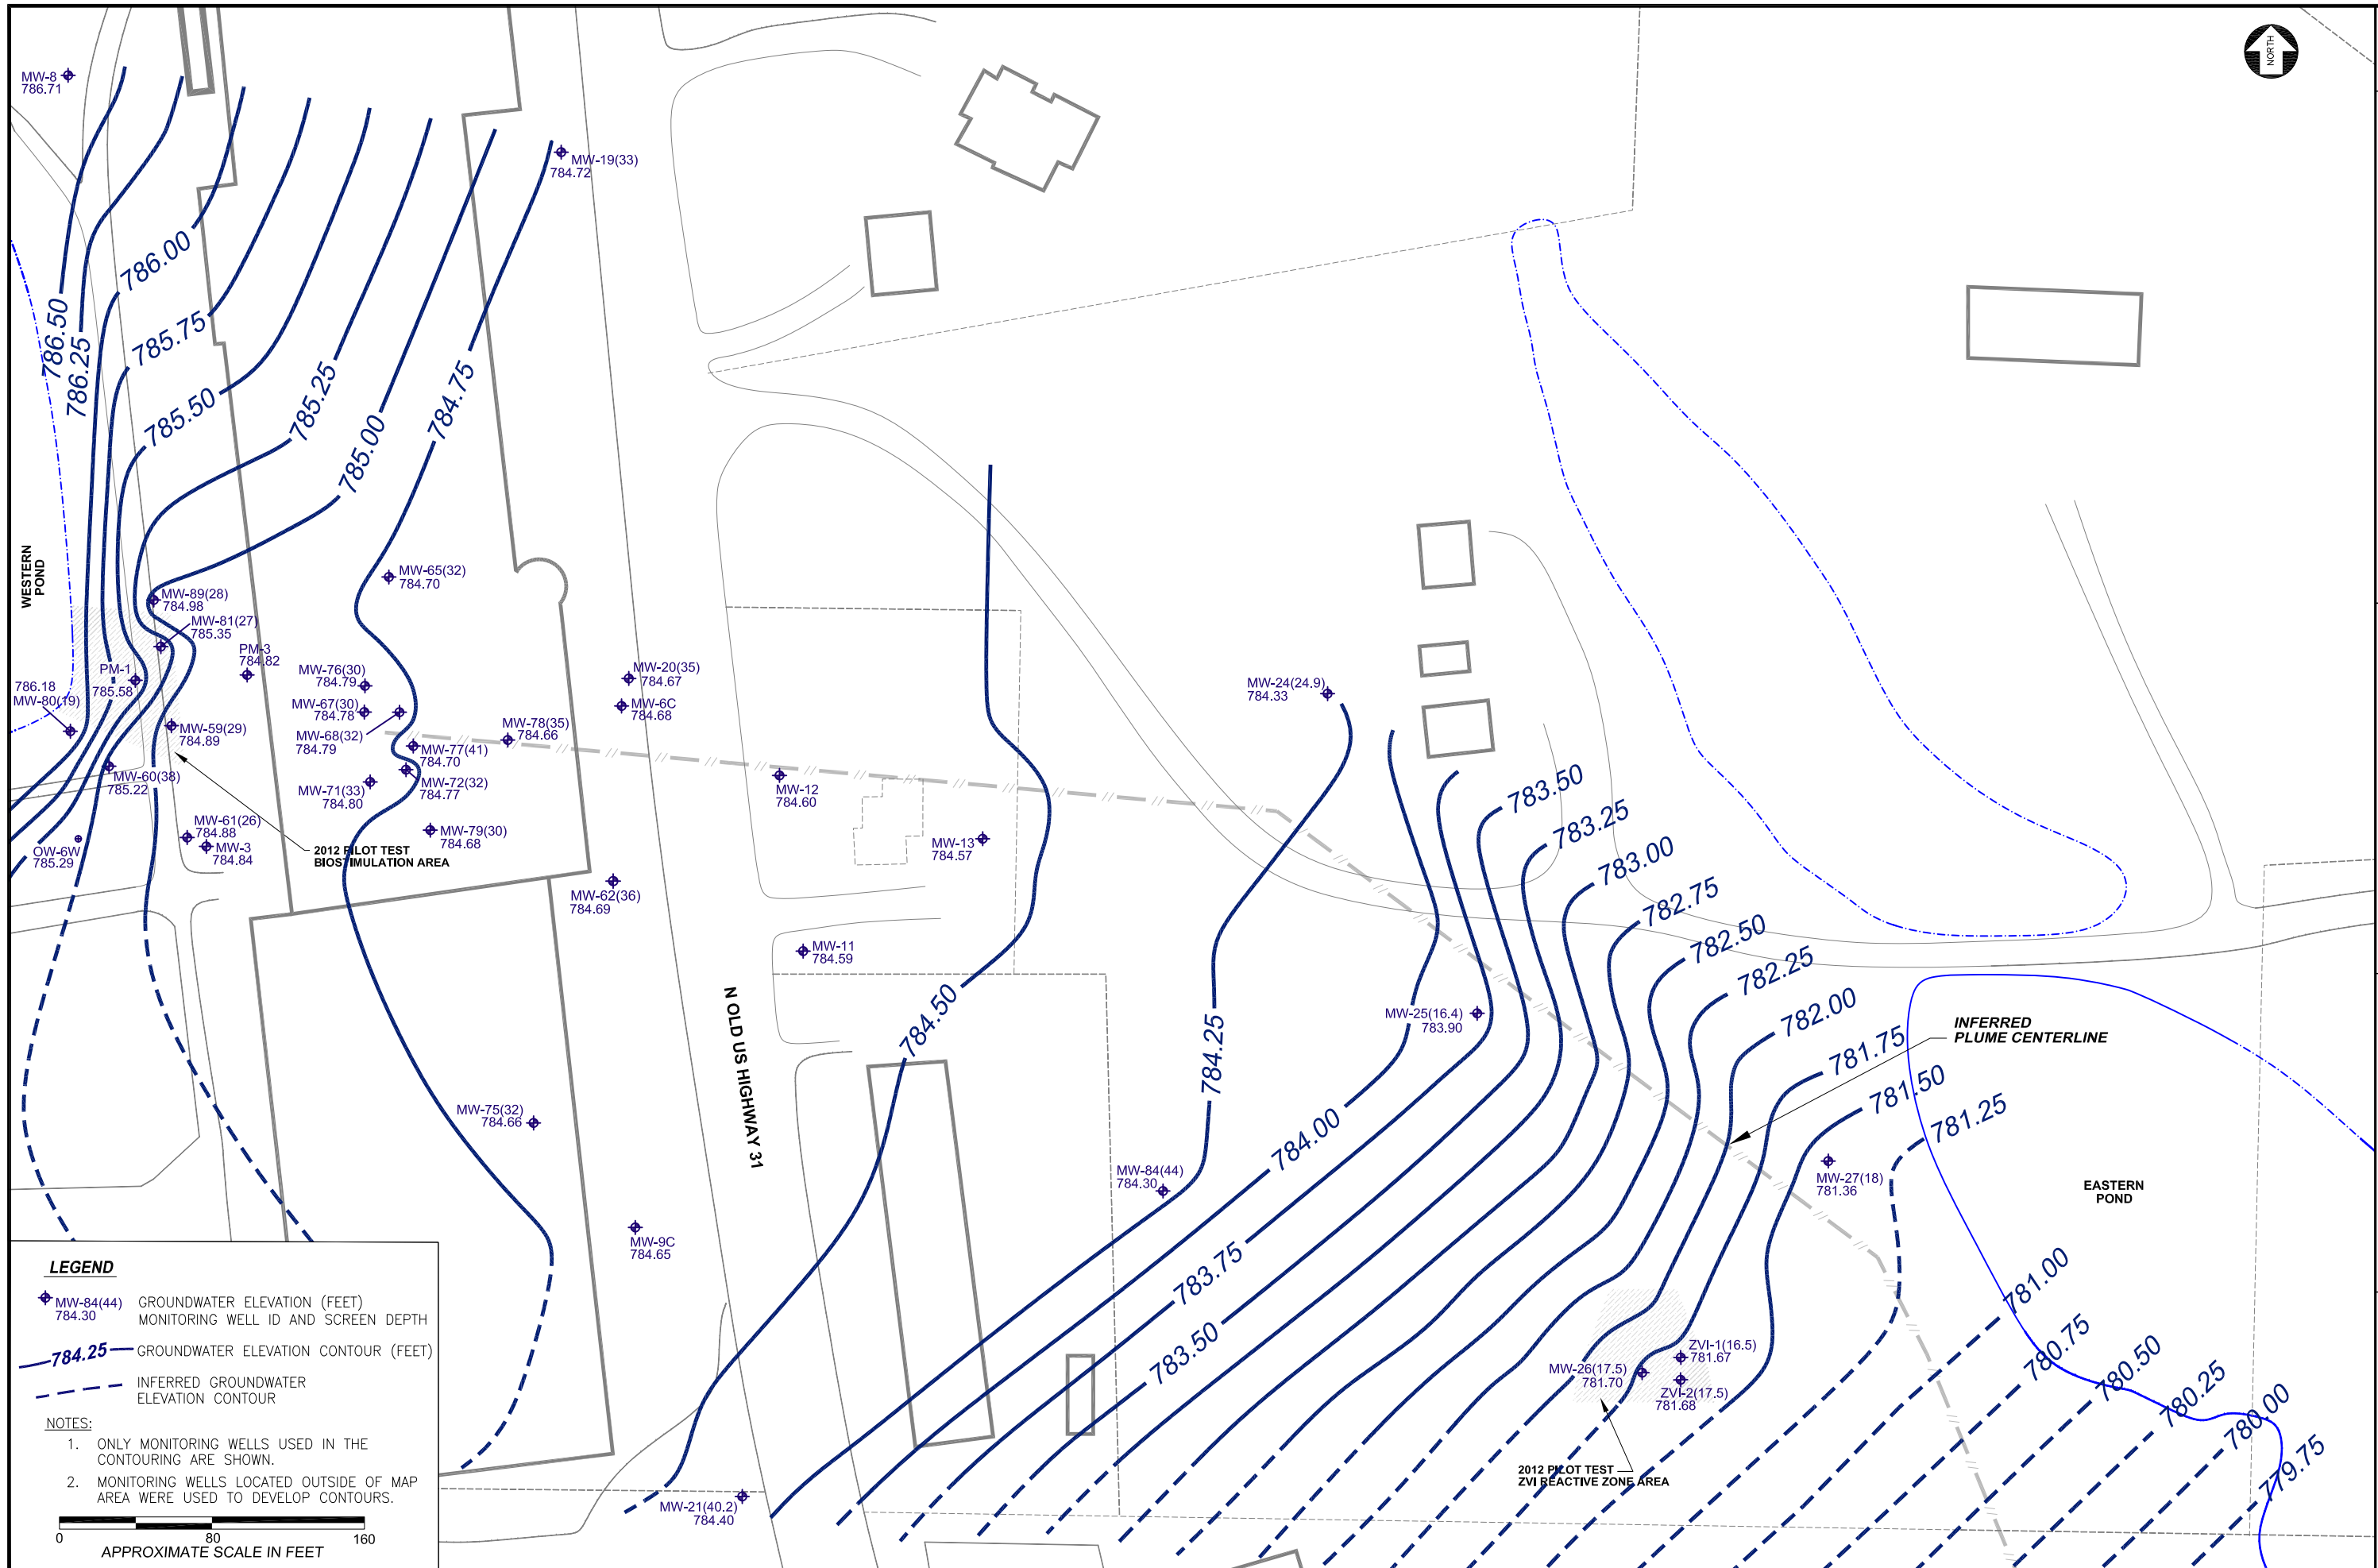 NORTH
MW-8
786.71
MW-19(33)
784.72
786.50
786.25
786.00
785.75
785.50
785.25
785.00
784.75
WESTERN
POND
MW-65(32)
784.70
MW-89(28)
784.98
MW-81(27)
785.35
PM-3
784.82
PM-1
785.58
786.18
MW-80(19)
MW-76(30)
784.79
MW-67(30)
784.78
MW-68(32)
784.79
MW-59(29)
784.89
MW-60(38)
785.22
MW-78(35)
784.66
MW-77(41)
784.70
MW-72(32)
784.77
MW-71(33)
784.80
MW-79(30)
784.68
MW-20(35)
784.67
MW-6C
784.68
MW-12
784.60
MW-13
784.57
MW-24(24.9)
784.33
MW-61(26)
784.88
MW-3
784.84
OW-6W
785.29
2012 PILOT TEST
BIOSTIMULATION AREA
MW-62(36)
784.69
MW-11
784.59
783.50
783.25
783.00
782.75
782.50
782.25
782.00
781.75
781.50
781.25
784.50
784.25
N OLD US HIGHWAY 31
MW-25(16.4)
783.90
INFERRED
PLUME CENTERLINE
MW-75(32)
784.66
784.00
MW-84(44)
784.30
MW-27(18)
781.36
EASTERN
POND
MW-9C
784.65
783.75
783.50
781.00
780.75
780.50
780.25
780.00
779.75
ZVI-1(16.5)
781.67
MW-26(17.5)
781.70
ZVI-2(17.5)
781.68
2012 PILOT TEST
ZVI REACTIVE ZONE AREA
MW-21(40.2)
784.40
LEGEND
MW-84(44)
784.30
GROUNDWATER ELEVATION (FEET)
MONITORING WELL ID AND SCREEN DEPTH
784.25
GROUNDWATER ELEVATION CONTOUR (FEET)
INFERRED GROUNDWATER
ELEVATION CONTOUR
NOTES:
1. ONLY MONITORING WELLS USED IN THE
CONTOURING ARE SHOWN.
2. MONITORING WELLS LOCATED OUTSIDE OF MAP
AREA WERE USED TO DEVELOP CONTOURS.
0 80 160
APPROXIMATE SCALE IN FEET